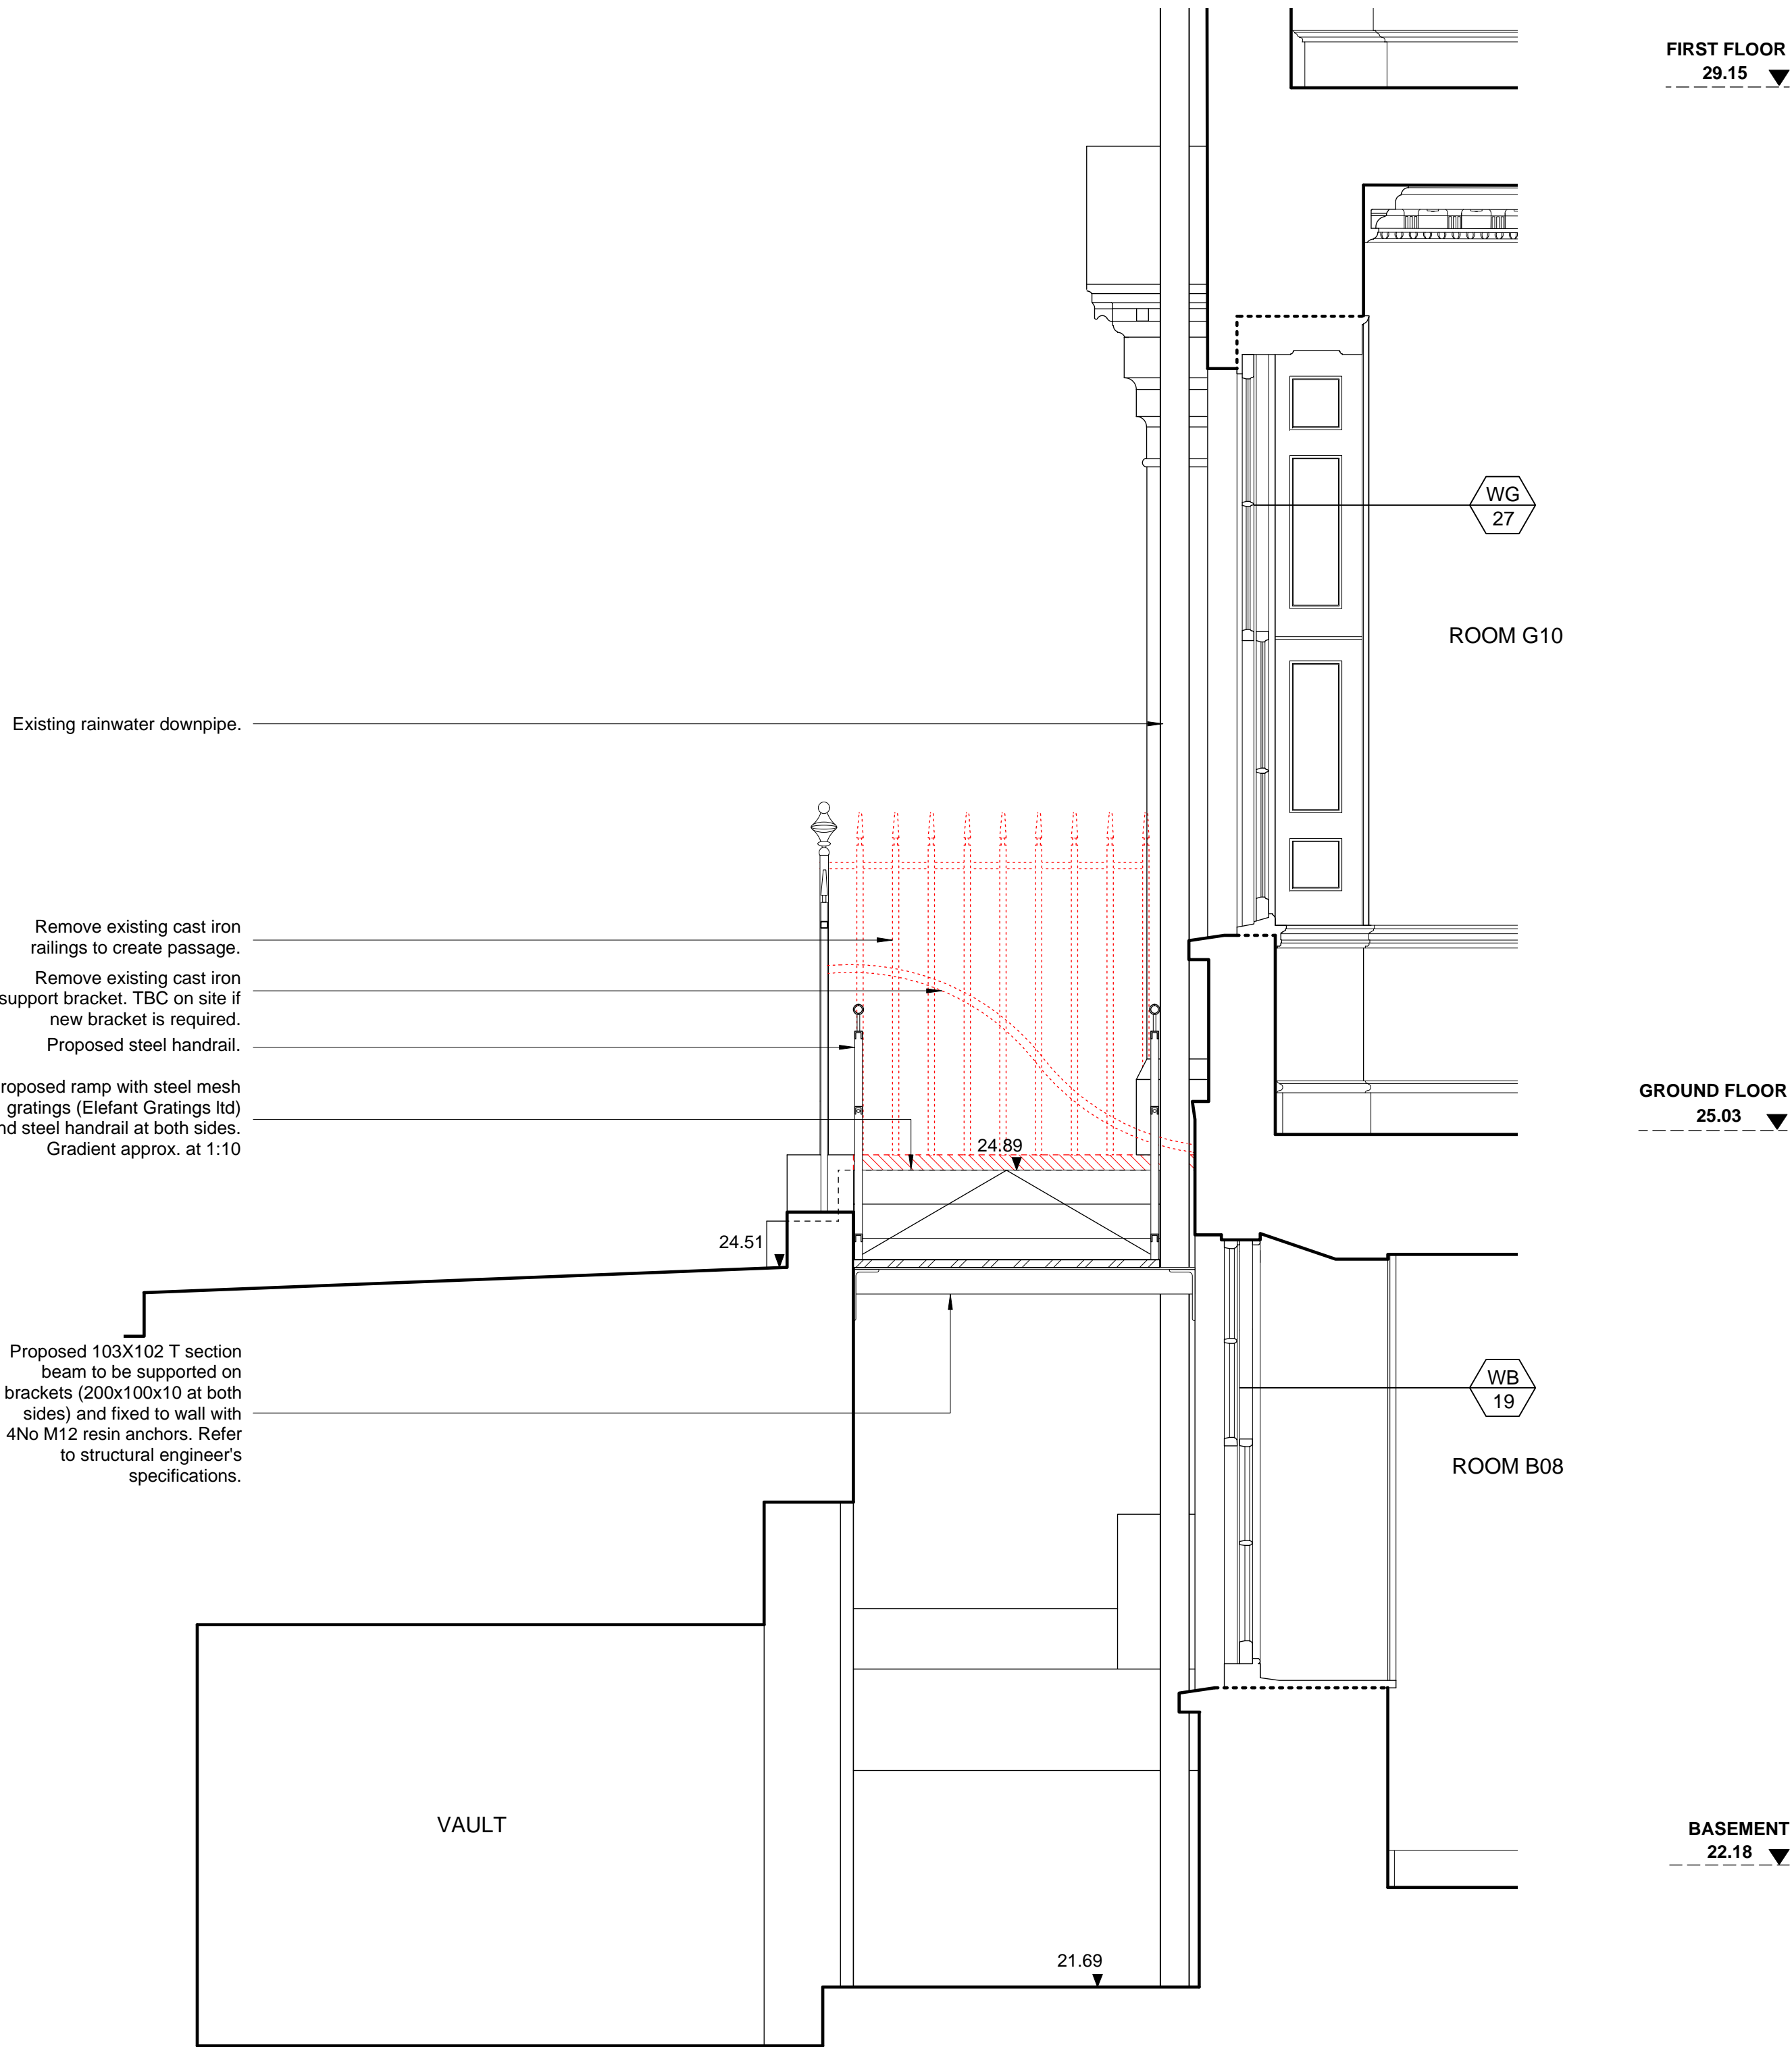 FIRST FLOOR
29.15
WG
27
ROOM G10
Existing rainwater downpipe.
Remove existing cast iron
railings to create passage.
Remove existing cast iron
support bracket. TBC on site if
new bracket is required.
Proposed steel handrail.
roposed ramp with steel mesh
gratings (Elefant Gratings ltd)
nd steel handrail at both sides.
Gradient approx. at 1:10
GROUND FLOOR
25.03
24.89
24.51
Proposed 103X102 T section
beam to be supported on
brackets (200x100x10 at both
sides) and fixed to wall with
4No M12 resin anchors. Refer
to structural engineer's
specifications.
WB
19
ROOM B08
VAULT
BASEMENT
22.18
21.69